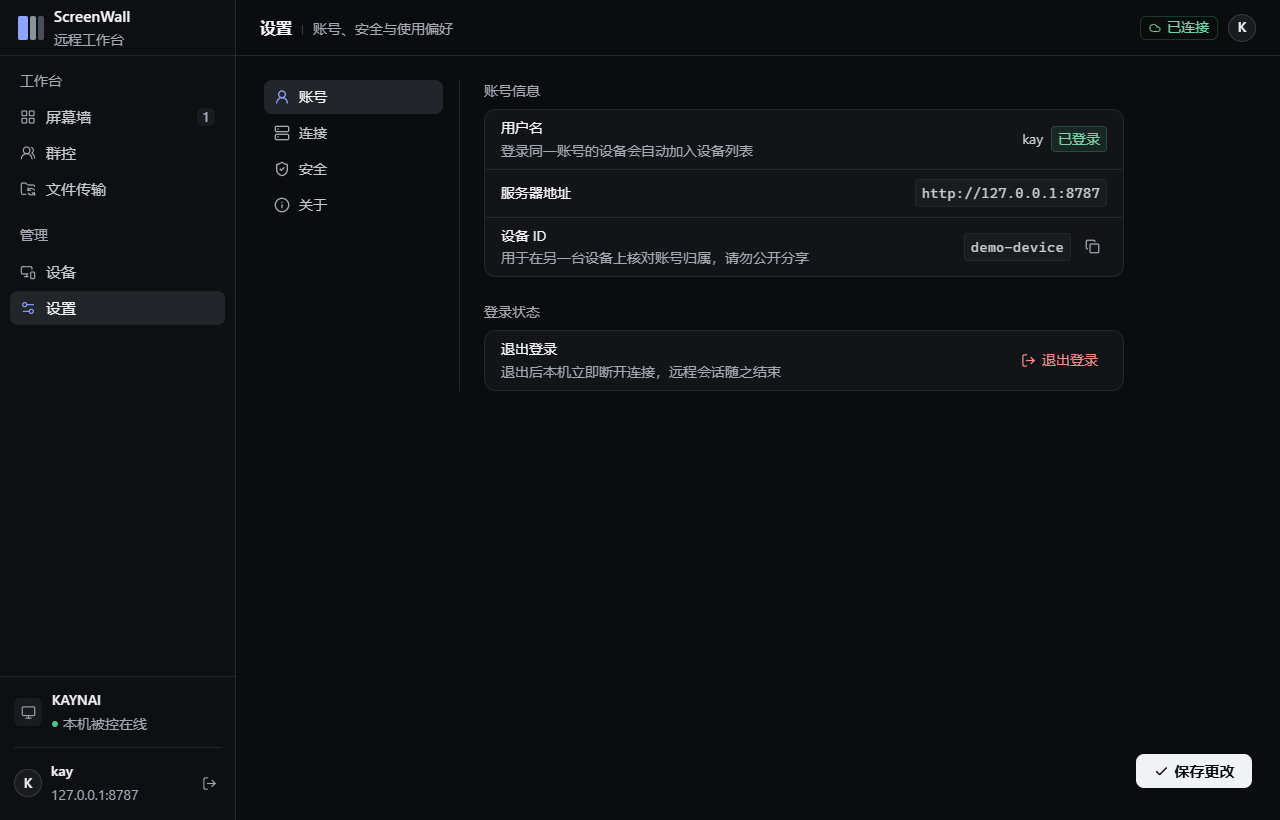 ScreenWall
远程工作台
工作台
屏幕墙 1
群控
文件传输
管理
设备
设置
KAYNAI
本机被控在线
K kay
127.0.0.1:8787
设置 账号、安全与使用偏好
已连接 K
账号
连接
安全
关于
账号信息
用户名
登录同一账号的设备会自动加入设备列表
kay 已登录
服务器地址 http://127.0.0.1:8787
设备 ID
用于在另一台设备上核对账号归属，请勿公开分享
demo-device
登录状态
退出登录
退出后本机立即断开连接，远程会话随之结束
退出登录
保存更改